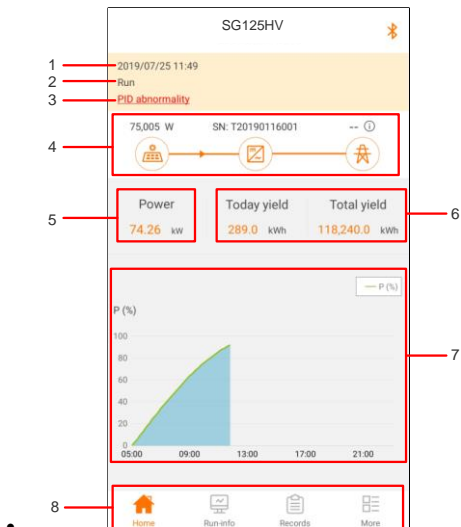 SG125HV
1
2019/07/25 11:49
2
Run
3
PID abnormality
4
75,005 W SN: T20190116001 --
5
Power Today yield Total yield
6
74.26 kW 289.0 kWh 118,240.0 kWh
P (%)
P (%)
100
80
7
60
40
20
0
05:00 09:00 13:00 17:00 21:00
8
Home Run-info Records More